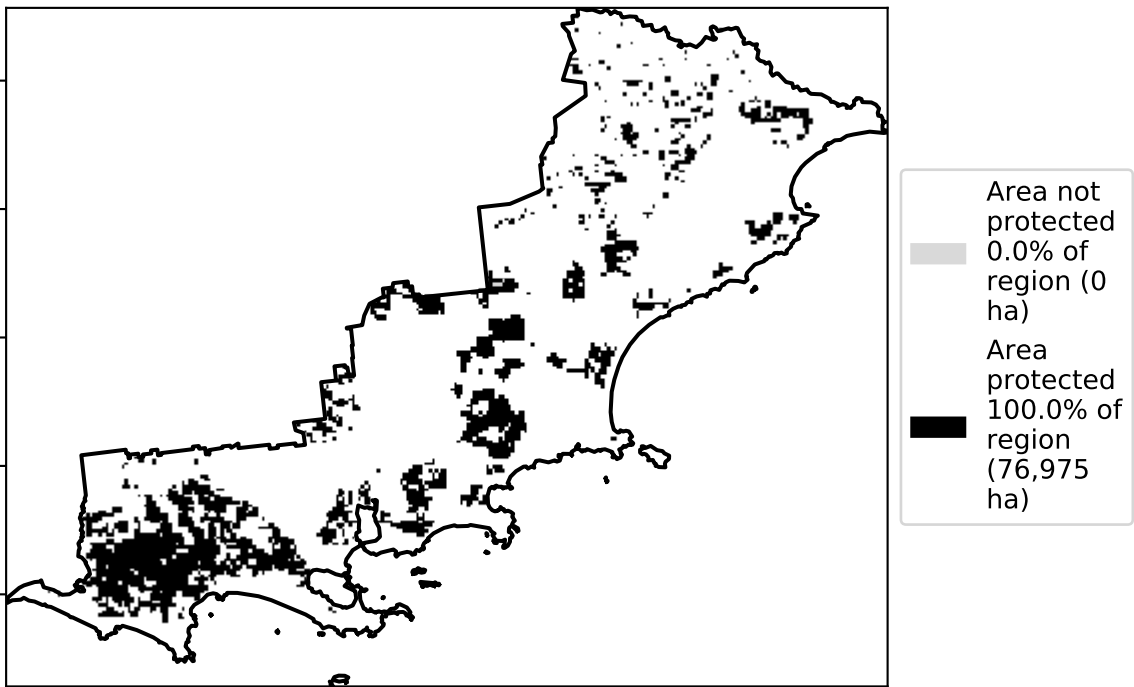 Area not
protected
0.0% of
region (0
ha)
Area
protected
100.0% of
region
(76,975
ha)